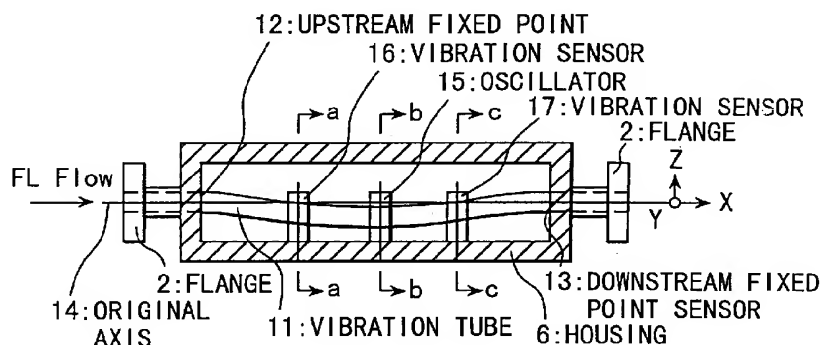 12:UPSTREAM FIXED POINT
16:VIBRATION SENSOR
15:OSCILLATOR
17:VIBRATION SENSOR
2:FLANGE
a b c
Z
FL Flow
X
Y
2:FLANGE
a b c
13:DOWNSTREAM FIXED
POINT SENSOR
14:ORIGINAL
AXIS
11:VIBRATION TUBE
6:HOUSING